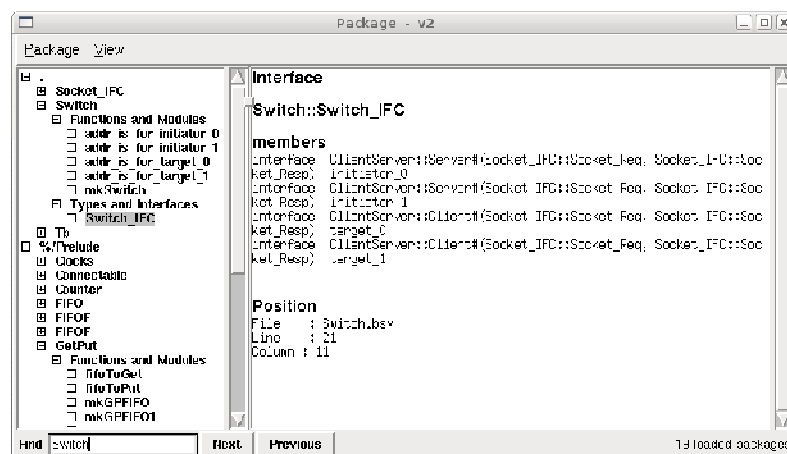 Package - v2
Package View
.
Socket_IFC
Switch
Functions and Modules
addr_is_for_initiator_0
addr_is_for_initiator_1
addr_is_for_target_0
addr_is_for_target_1
mkSwitch
Types and Interfaces
Switch_IFC
Tb
%/Prelude
Clocks
Connectable
Counter
FIFO
FIFOF
FIFOF_
GetPut
Functions and Modules
fifoToGet
fifoToPut
mkGPFIFO
mkGPFIFO1
Interface
Switch::Switch_IFC
members
interface ClientServer::Server#(Socket_IFC::Socket_Req, Socket_IFC::Soc
ket_Resp) initiator_0
interface ClientServer::Server#(Socket_IFC::Socket_Req, Socket_IFC::Soc
ket_Resp) initiator_1
interface ClientServer::Client#(Socket_IFC::Socket_Req, Socket_IFC::Soc
ket_Resp) target_0
interface ClientServer::Client#(Socket_IFC::Socket_Req, Socket_IFC::Soc
ket_Resp) target_1
Position
File : Switch.bsv
Line : 21
Column : 11
Find switch Next Previous
loaded packages